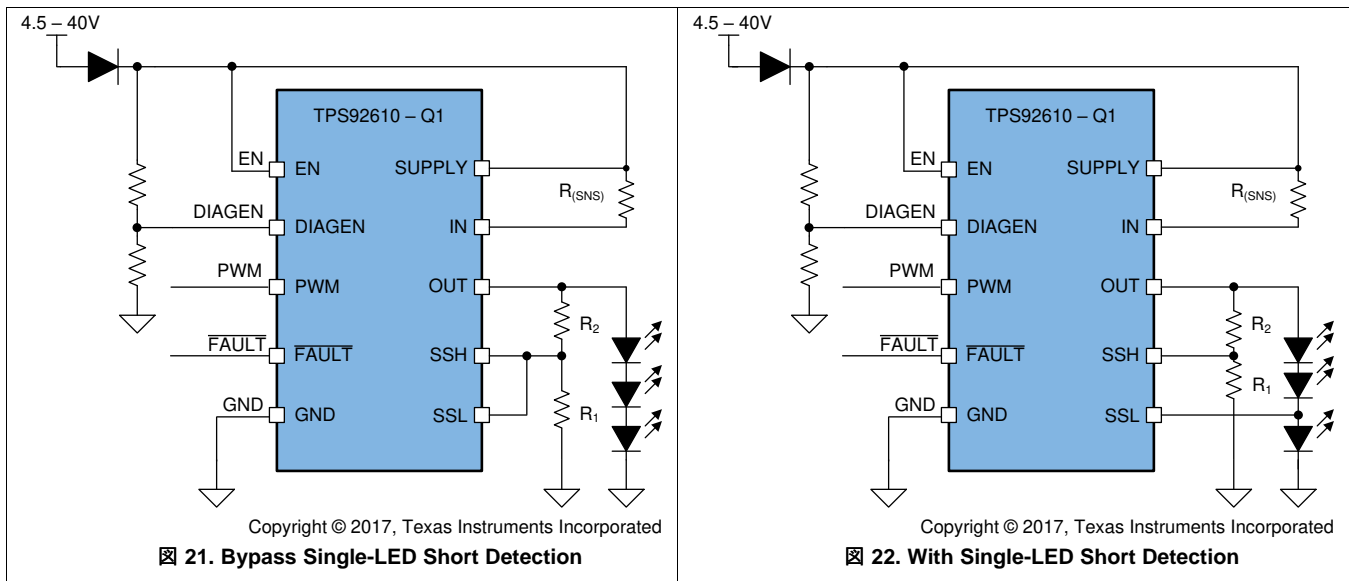 4.5 – 40V
TPS92610 – Q1
EN
EN
SUPPLY
R(SNS)
DIAGEN
DIAGEN
IN
PWM
PWM
OUT
R2
FAULT
FAULT
SSH
R1
GND
GND
SSL
Copyright © 2017, Texas Instruments Incorporated
図 21. Bypass Single-LED Short Detection
4.5 – 40V
TPS92610 – Q1
EN
EN
SUPPLY
R(SNS)
DIAGEN
DIAGEN
IN
PWM
PWM
OUT
R2
FAULT
FAULT
SSH
R1
GND
GND
SSL
Copyright © 2017, Texas Instruments Incorporated
図 22. With Single-LED Short Detection